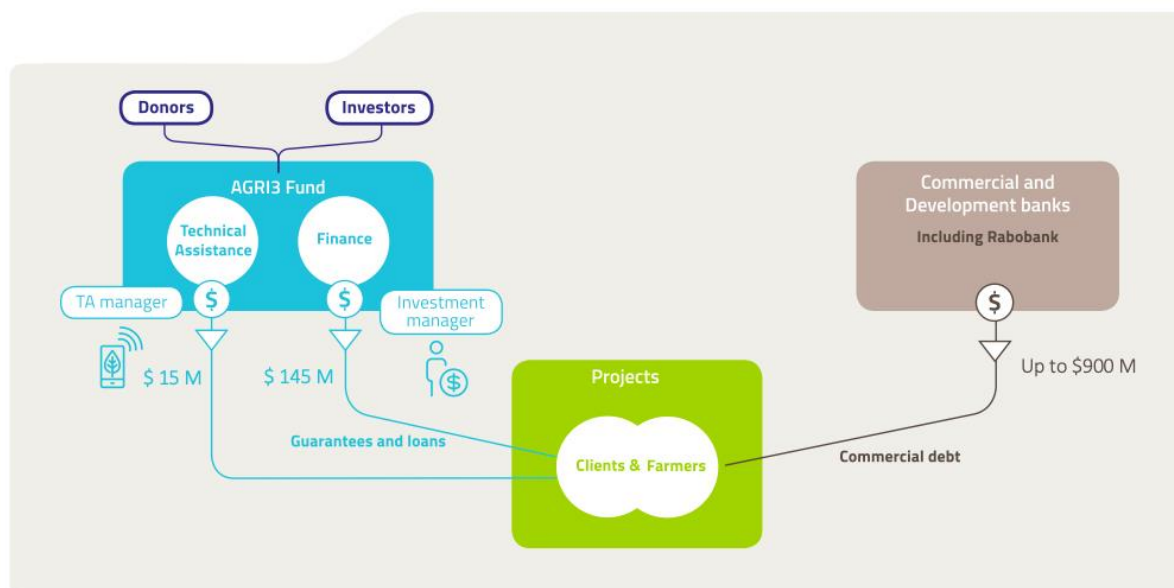 Donors
Investors
AGRI3 Fund
Technical
Assistance
Finance
$
$
TA manager
Investment
manager
$
$ 15 M
$ 145 M
Guarantees and loans
Projects
Clients & Farmers
Commercial and
Development banks
Including Rabobank
$
Up to $900 M
Commercial debt